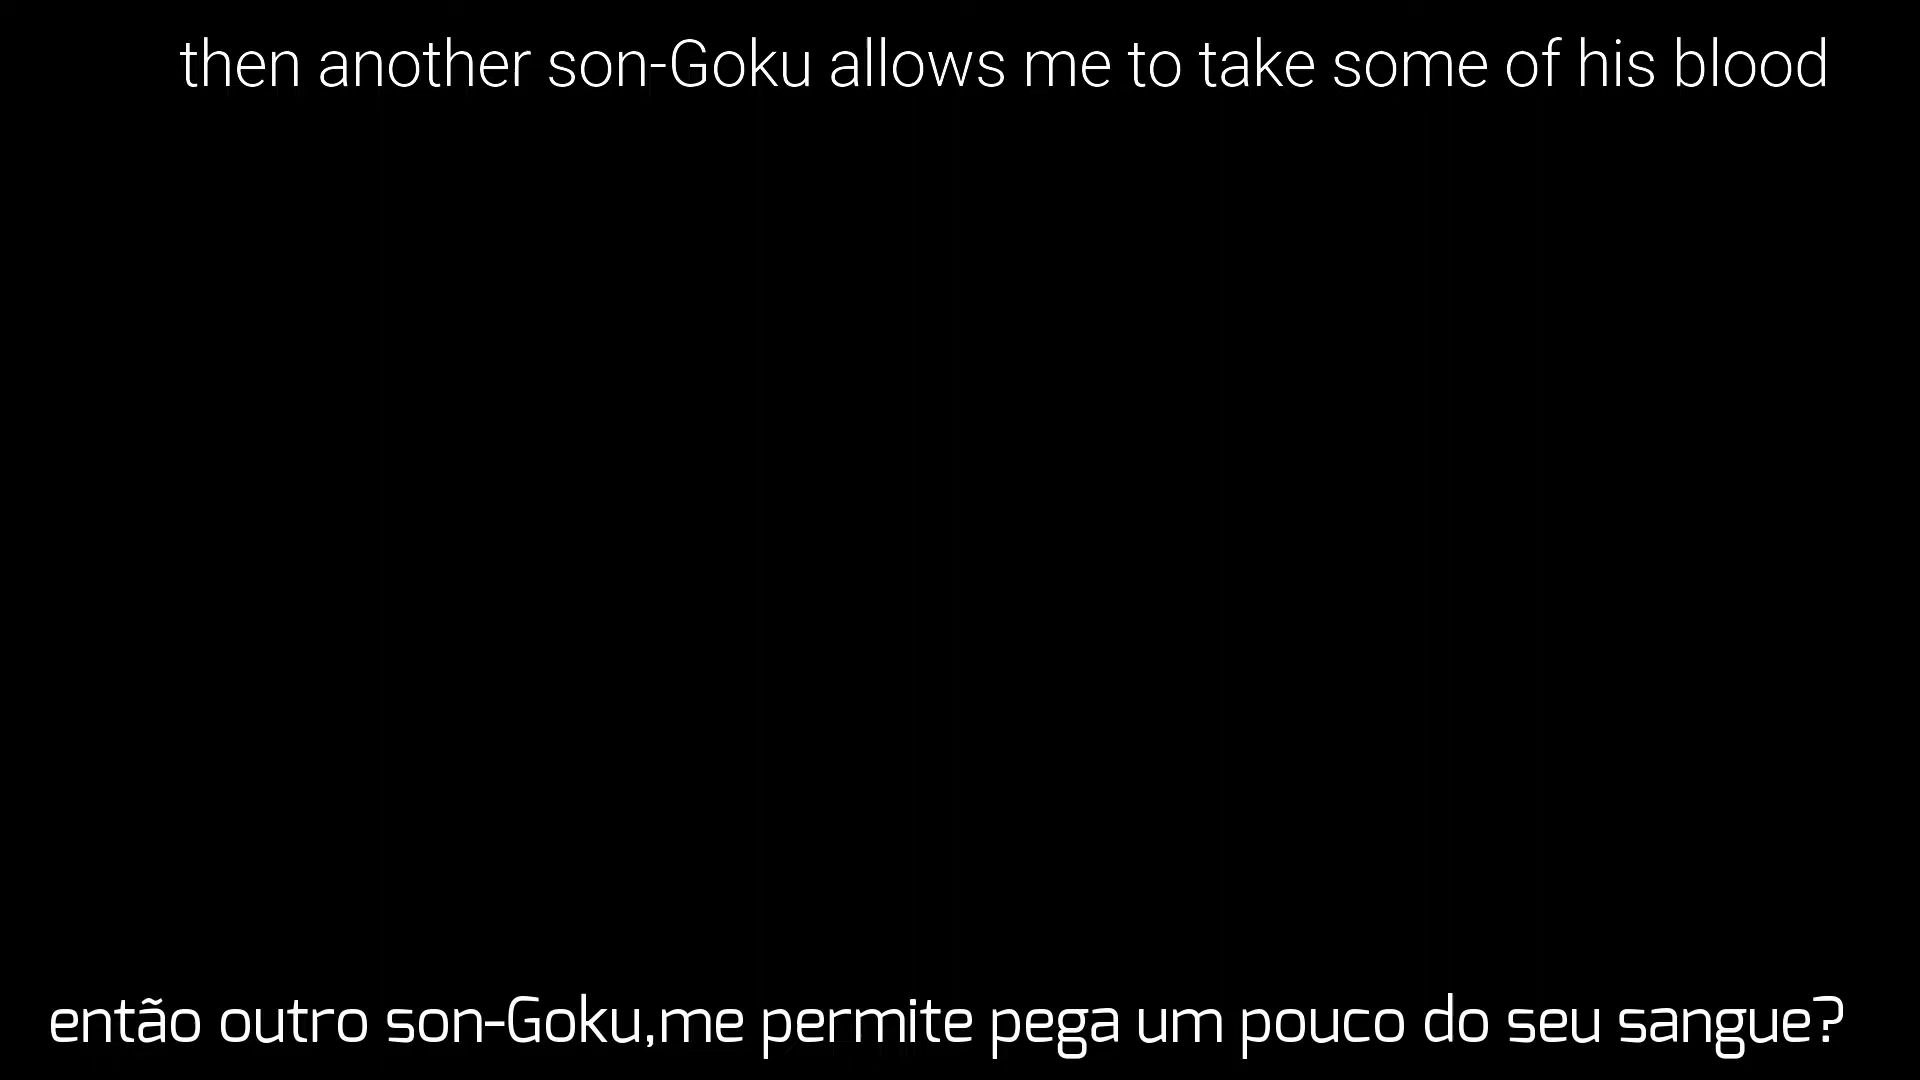 then another son-Goku allows me to take some of his blood
então outro son-Goku,me permite pega um pouco do seu sangue?